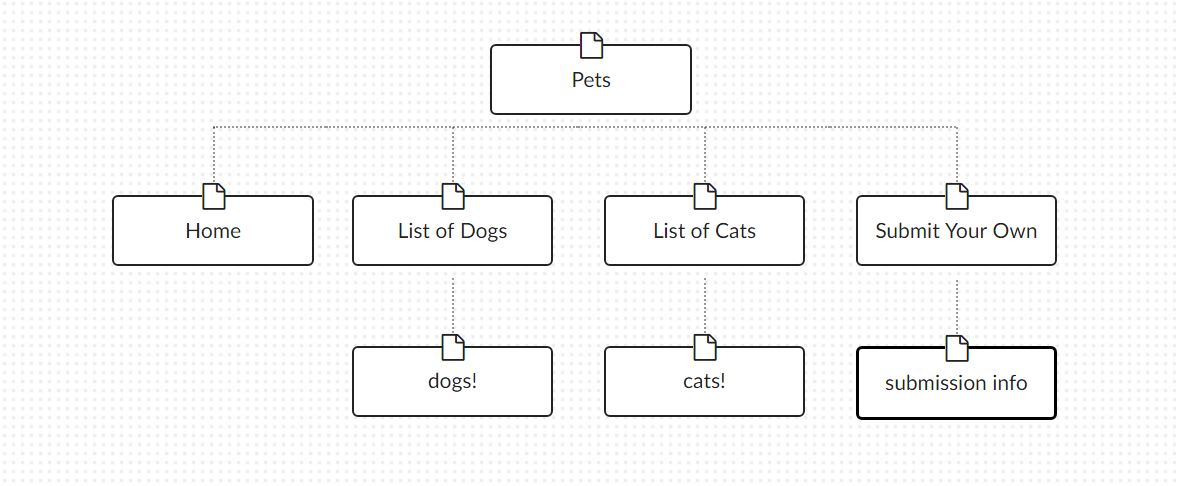 Pets
Home
List of Dogs
List of Cats
Submit Your Own
dogs!
cats!
submission info